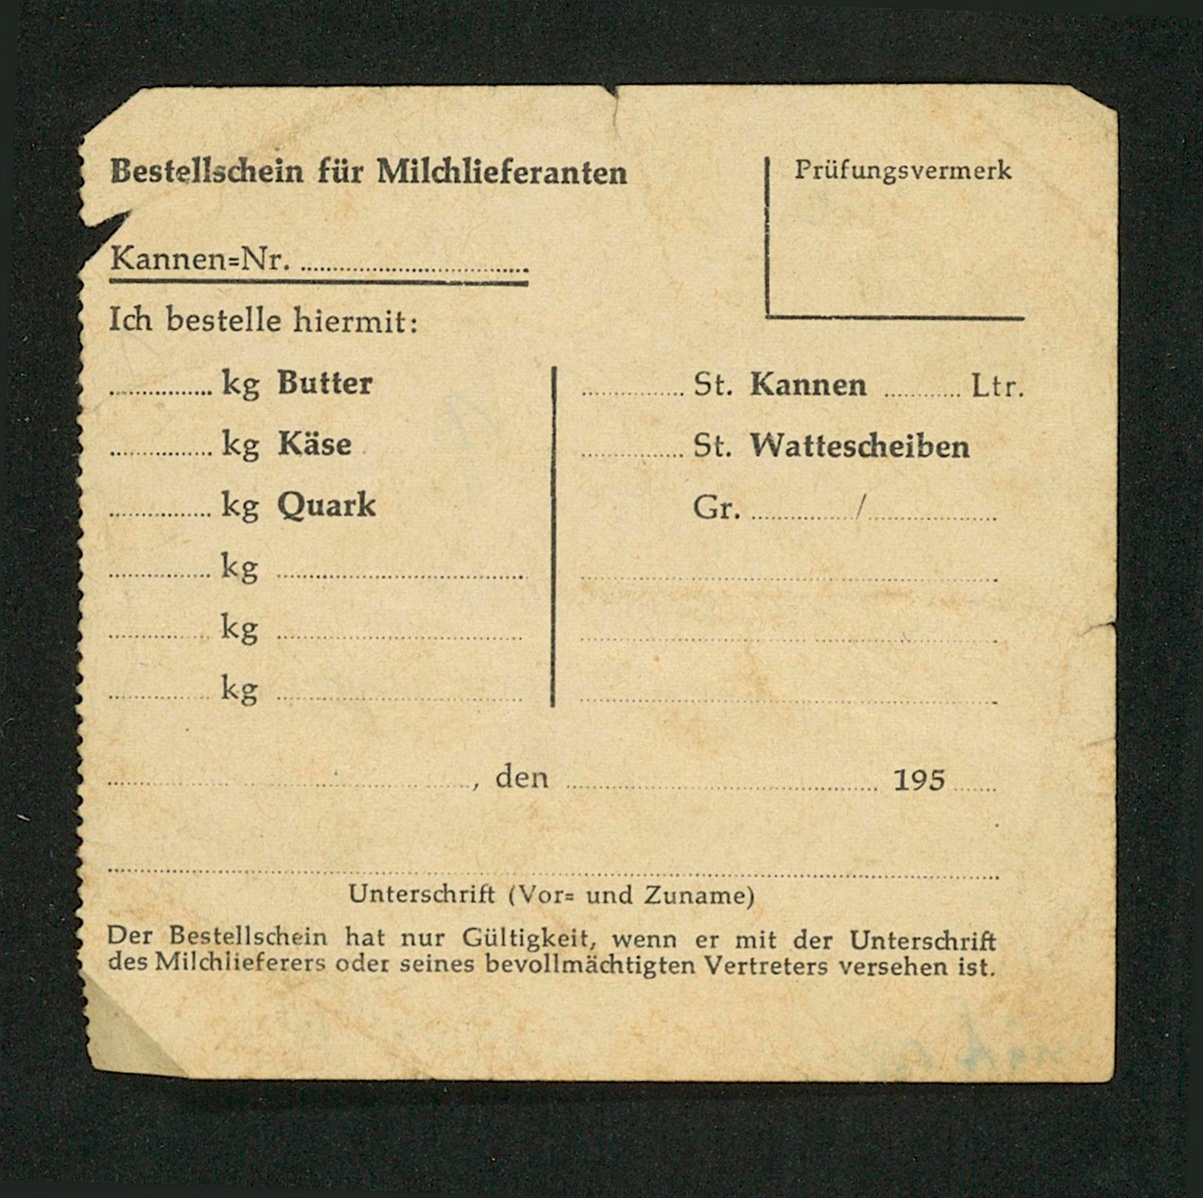 Bestellschein für Milchlieferanten
Prüfungsvermerk
Kannen=Nr. ........................
Ich bestelle hiermit:
............ kg Butter
............ kg Käse
............ kg Quark
............ kg ........................
............ kg ........................
............ kg ........................
............ St. Kannen ......... Ltr.
............ St. Wattescheiben
Gr. ............/............
........................, den ........................ 195......
Unterschrift (Vor= und Zuname)
Der Bestellschein hat nur Gültigkeit, wenn er mit der Unterschrift
des Milchlieferers oder seines bevollmächtigten Vertreters versehen ist.